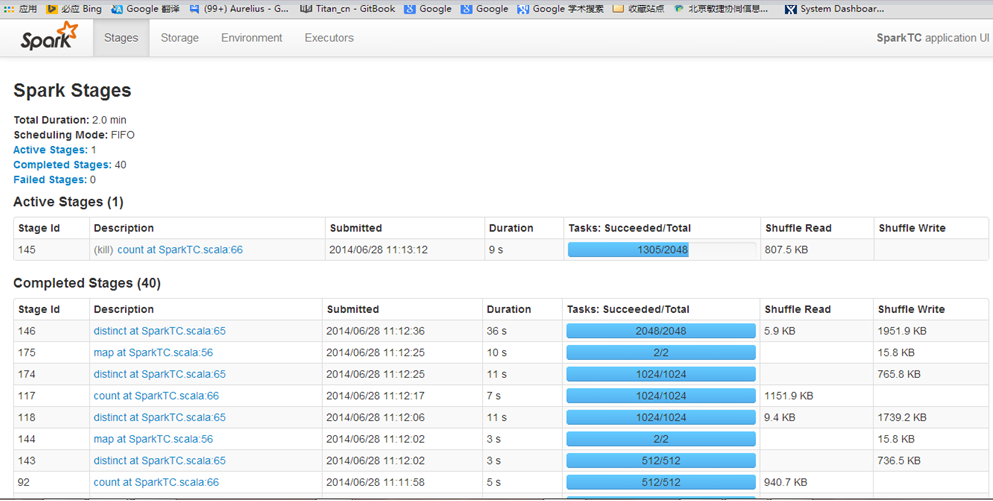 应用 必应 Bing Google 翻译 (99+) Aurelius - G... Titan_cn - GitBook Google Google Google 学术搜索 收藏站点 北京敏捷协同信息... System Dashboar...
Spark Stages Storage Environment Executors SparkTC application UI
Spark Stages
Total Duration: 2.0 min
Scheduling Mode: FIFO
Active Stages: 1
Completed Stages: 40
Failed Stages: 0
Active Stages (1)
Stage Id Description Submitted Duration Tasks: Succeeded/Total Shuffle Read Shuffle Write
145 (kill) count at SparkTC.scala:66 2014/06/28 11:13:12 9 s 1305/2048 807.5 KB
Completed Stages (40)
Stage Id Description Submitted Duration Tasks: Succeeded/Total Shuffle Read Shuffle Write
146 distinct at SparkTC.scala:65 2014/06/28 11:12:36 36 s 2048/2048 5.9 KB 1951.9 KB
175 map at SparkTC.scala:56 2014/06/28 11:12:25 10 s 2/2 15.8 KB
174 distinct at SparkTC.scala:65 2014/06/28 11:12:25 11 s 1024/1024 765.8 KB
117 count at SparkTC.scala:66 2014/06/28 11:12:17 7 s 1024/1024 1151.9 KB
118 distinct at SparkTC.scala:65 2014/06/28 11:12:06 11 s 1024/1024 9.4 KB 1739.2 KB
144 map at SparkTC.scala:56 2014/06/28 11:12:02 3 s 2/2 15.8 KB
143 distinct at SparkTC.scala:65 2014/06/28 11:12:02 3 s 512/512 736.5 KB
92 count at SparkTC.scala:66 2014/06/28 11:11:58 5 s 512/512 940.7 KB